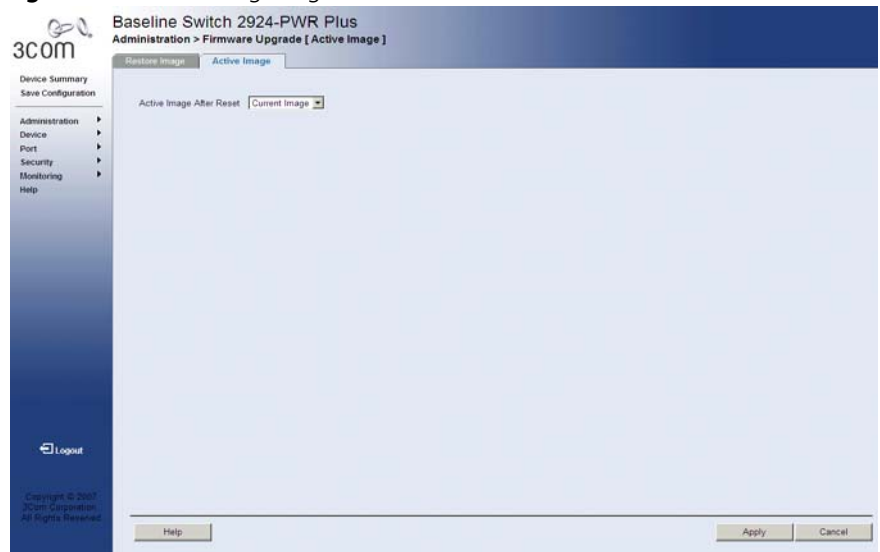 Baseline Switch 2924-PWR Plus
Administration > Firmware Upgrade [ Active Image ]
3COM
Restore Image
Active Image
Device Summary
Save Configuration
Active Image After Reset Current Image
Administration
Device
Port
Security
Monitoring
Help
Logout
Copyright © 2007
3Com Corporation.
All Rights Reserved.
Help
Apply
Cancel